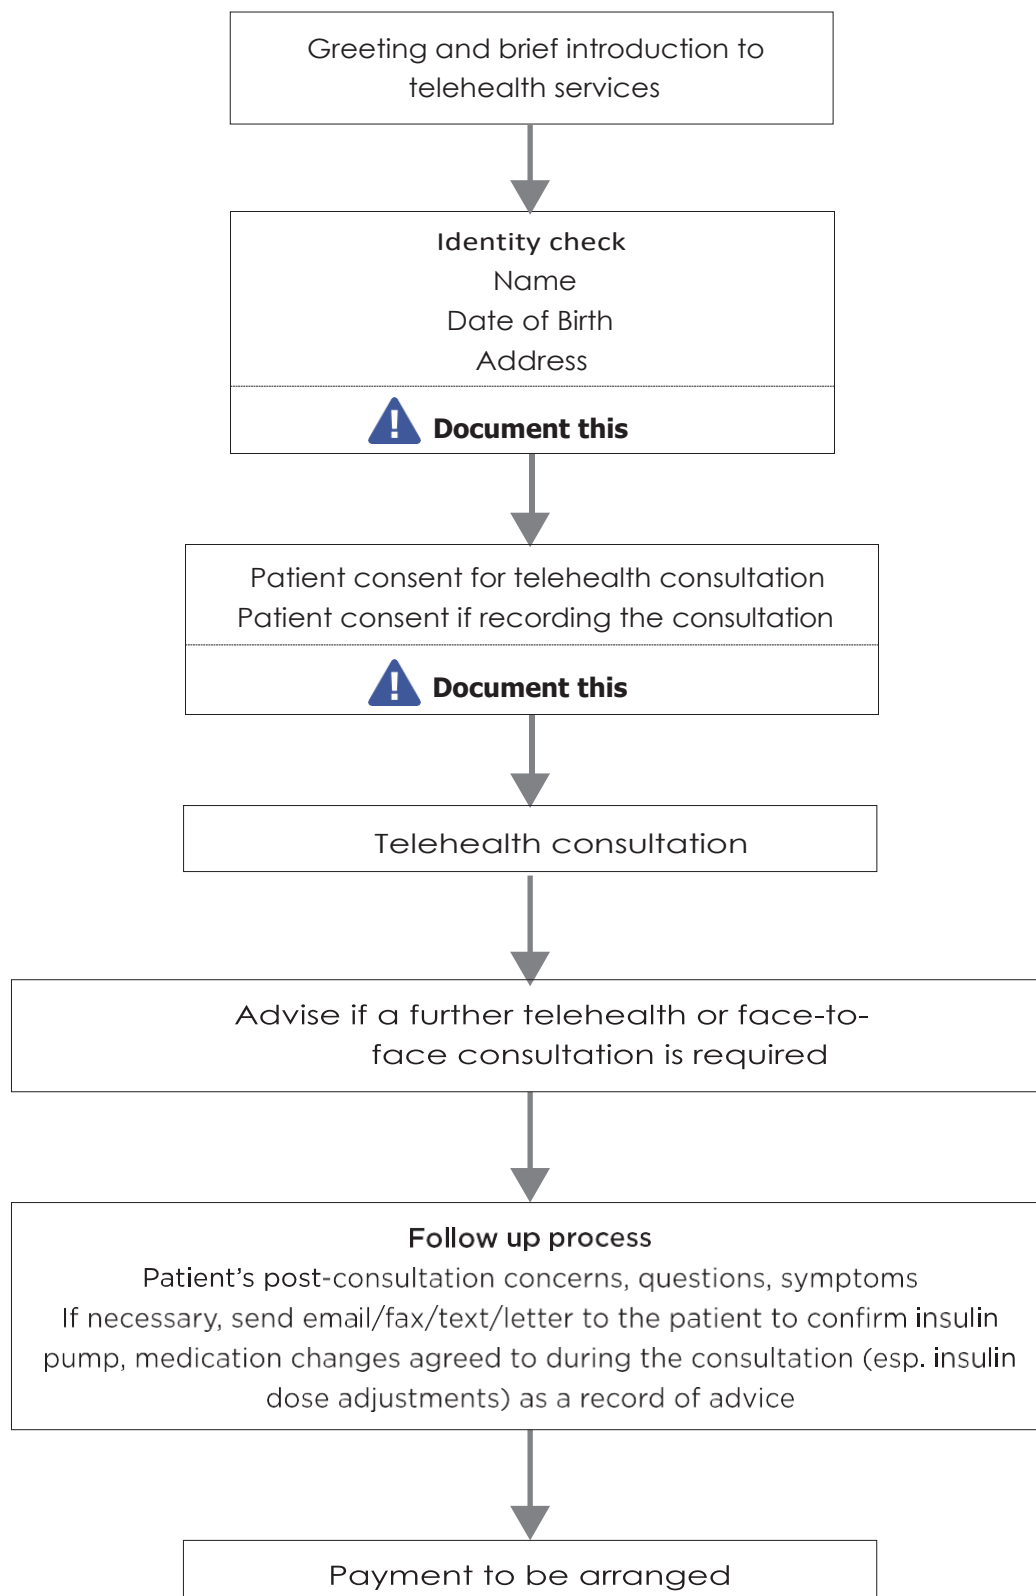 Greeting and brief introduction to
telehealth services
Identity check
Name
Date of Birth
Address
! Document this
Patient consent for telehealth consultation
Patient consent if recording the consultation
! Document this
Telehealth consultation
Advise if a further telehealth or face-to-
face consultation is required
Follow up process
Patient's post-consultation concerns, questions, symptoms
If necessary, send email/fax/text/letter to the patient to confirm insulin
pump, medication changes agreed to during the consultation (esp. insulin
dose adjustments) as a record of advice
Payment to be arranged